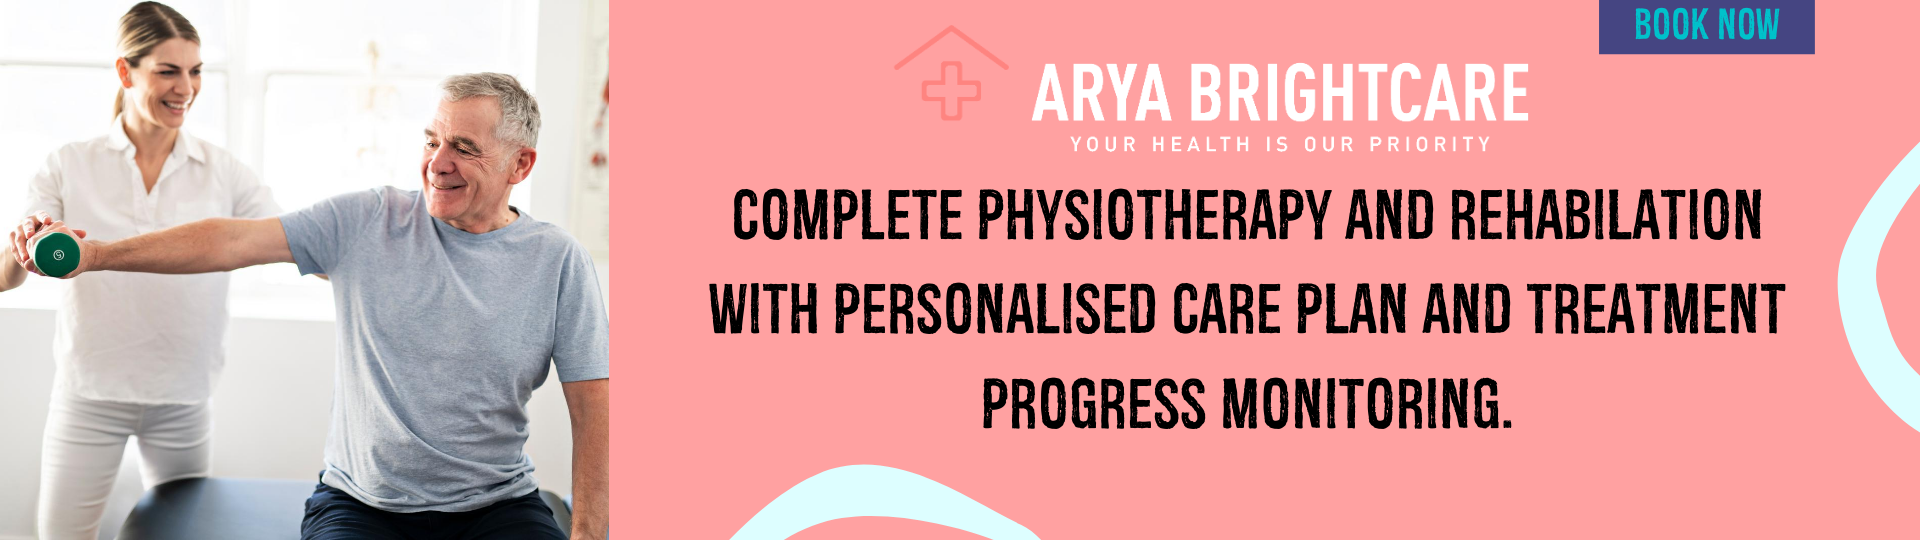 BOOK NOW
ARYA BRIGHTCARE
YOUR HEALTH IS OUR PRIORITY
COMPLETE PHYSIOTHERAPY AND REHABILATION
WITH PERSONALISED CARE PLAN AND TREATMENT
PROGRESS MONITORING.